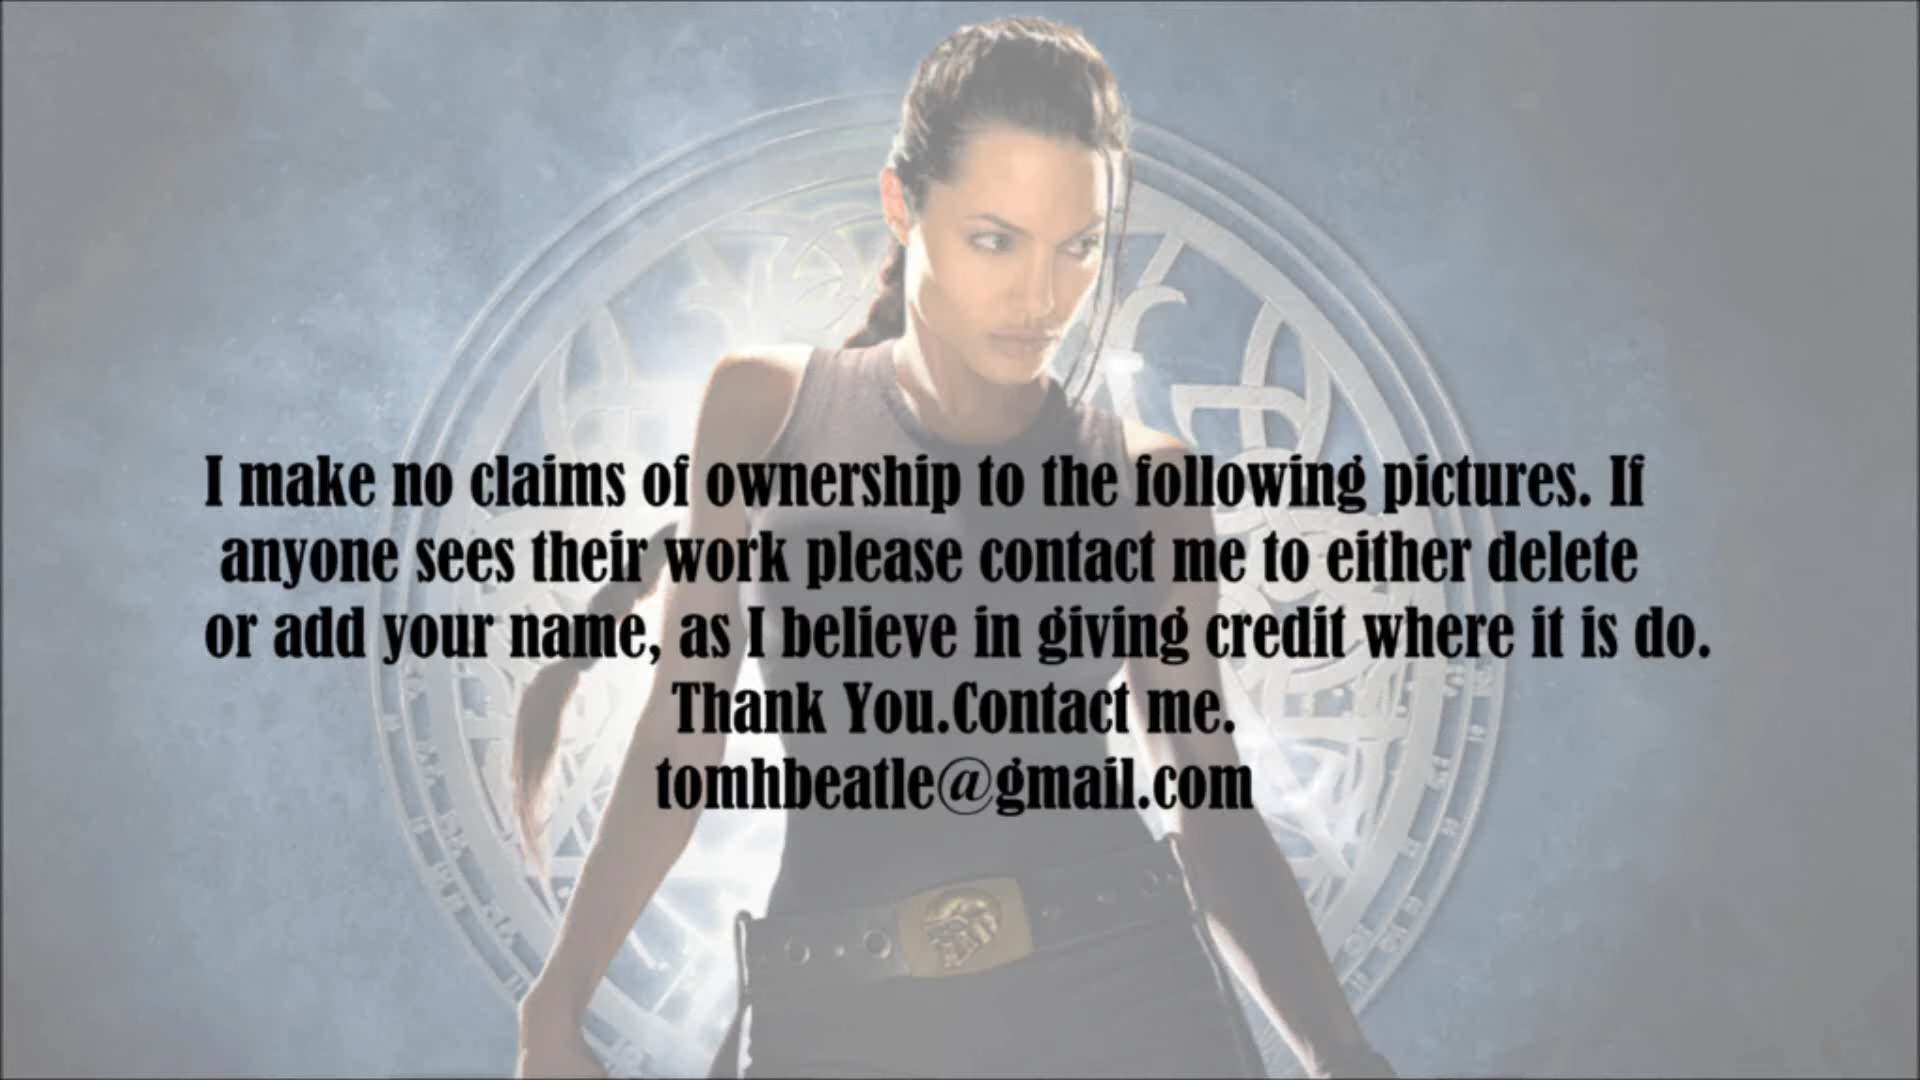 I make no claims of ownership to the following pictures. If
anyone sees their work please contact me to either delete
or add your name, as I believe in giving credit where it is do.
Thank You.Contact me.
tomhbeatle@gmail.com